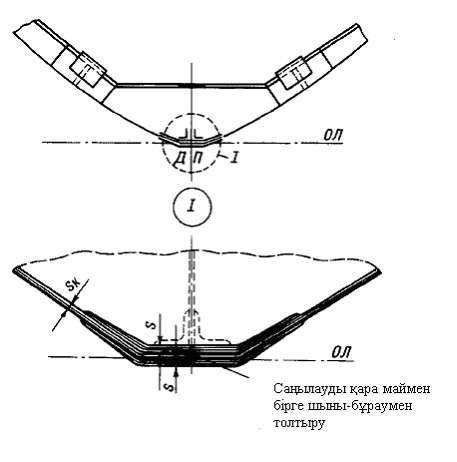 ОЛ
Д П
I
I
Sк
S
ОЛ
S
Саңылауды қара маймен
бірге шыны-бұраумен
толтыру